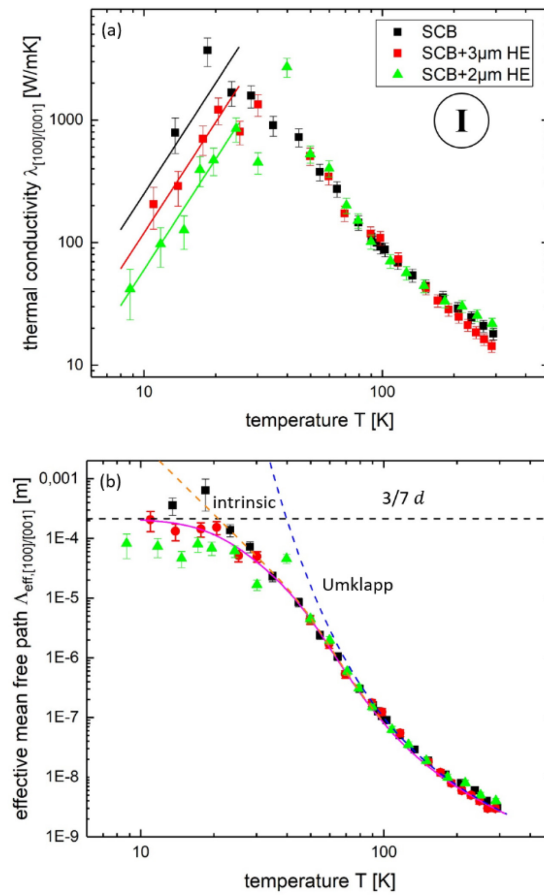 (a)
SCB
SCB+3µm HE
SCB+2µm HE
I
thermal conductivity λ[100]/[001] [W/mK]
1000
100
10
10
100
temperature T [K]
(b)
0,001
intrinsic
3/7 d
Umklapp
effective mean free path Λeff,[100]/[001] [m]
1E-4
1E-5
1E-6
1E-7
1E-8
1E-9
10
100
temperature T [K]